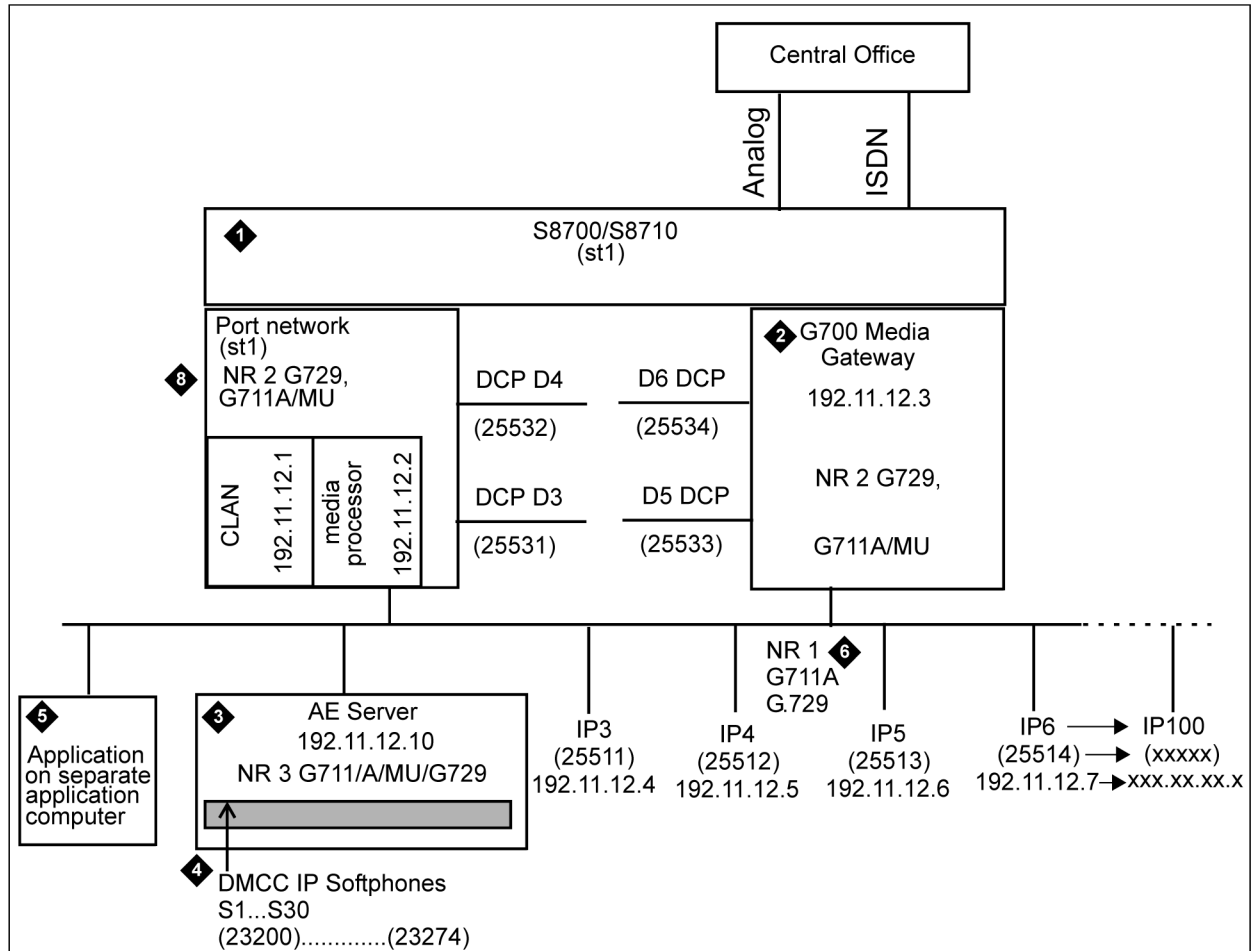 Central Office
Analog
ISDN
1
S8700/S8710
(st1)
Port network
(st1)
8
NR 2 G729,
G711A/MU
CLAN
192.11.12.1
media
processor
192.11.12.2
DCP D4
(25532)
DCP D3
(25531)
D6 DCP
(25534)
D5 DCP
(25533)
2
G700 Media
Gateway
192.11.12.3
NR 2 G729,
G711A/MU
NR 1
6
G711A
G.729
5
Application
on separate
application
computer
3
AE Server
192.11.12.10
NR 3 G711/A/MU/G729
4
DMCC IP Softphones
S1...S30
(23200).............(23274)
IP3
(25511)
192.11.12.4
IP4
(25512)
192.11.12.5
IP5
(25513)
192.11.12.6
IP6
(25514)
192.11.12.7
IP100
(xxxxx)
xxx.xx.xx.x